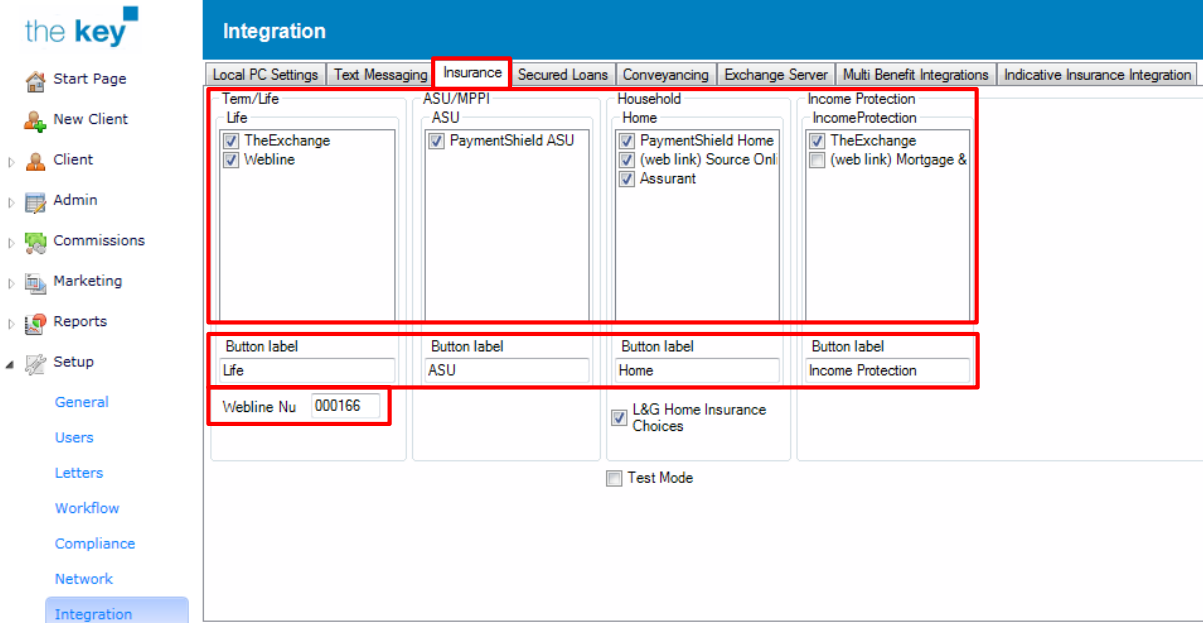 the key
Start Page
New Client
Client
Admin
Commissions
Marketing
Reports
Setup
General
Users
Letters
Workflow
Compliance
Network
Integration
Integration
Local PC Settings Text Messaging Insurance Secured Loans Conveyancing Exchange Server Multi Benefit Integrations Indicative Insurance Integration
Term/Life ASU/MPPI Household Income Protection
Life ASU Home IncomeProtection
TheExchange PaymentShield ASU PaymentShield Home TheExchange
Webline (web link) Source Onli (web link) Mortgage &
Assurant
Button label Button label Button label Button label
Life ASU Home Income Protection
Webline Nu 000166
L&G Home Insurance
Choices
Test Mode